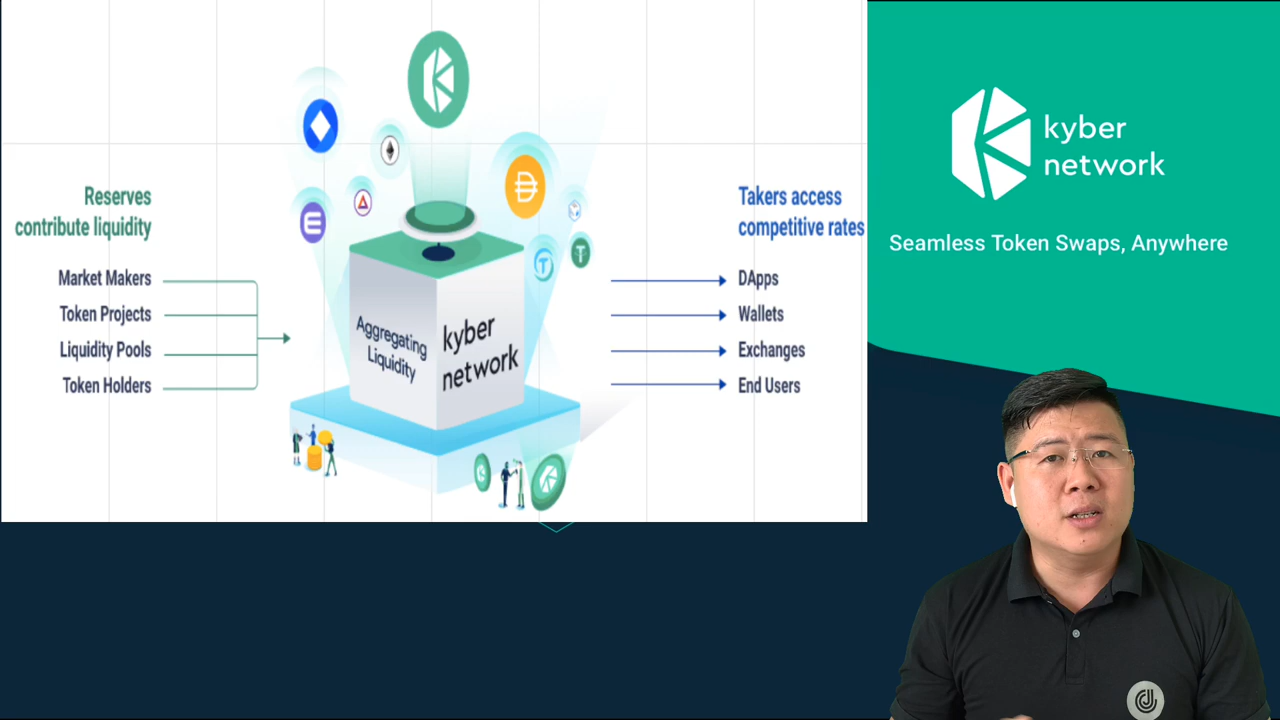 Reserves
contribute liquidity
Market Makers
Token Projects
Liquidity Pools
Token Holders
Aggregating
Liquidity
kyber
network
Takers access
competitive rates
DApps
Wallets
Exchanges
End Users
kyber
network
Seamless Token Swaps, Anywhere